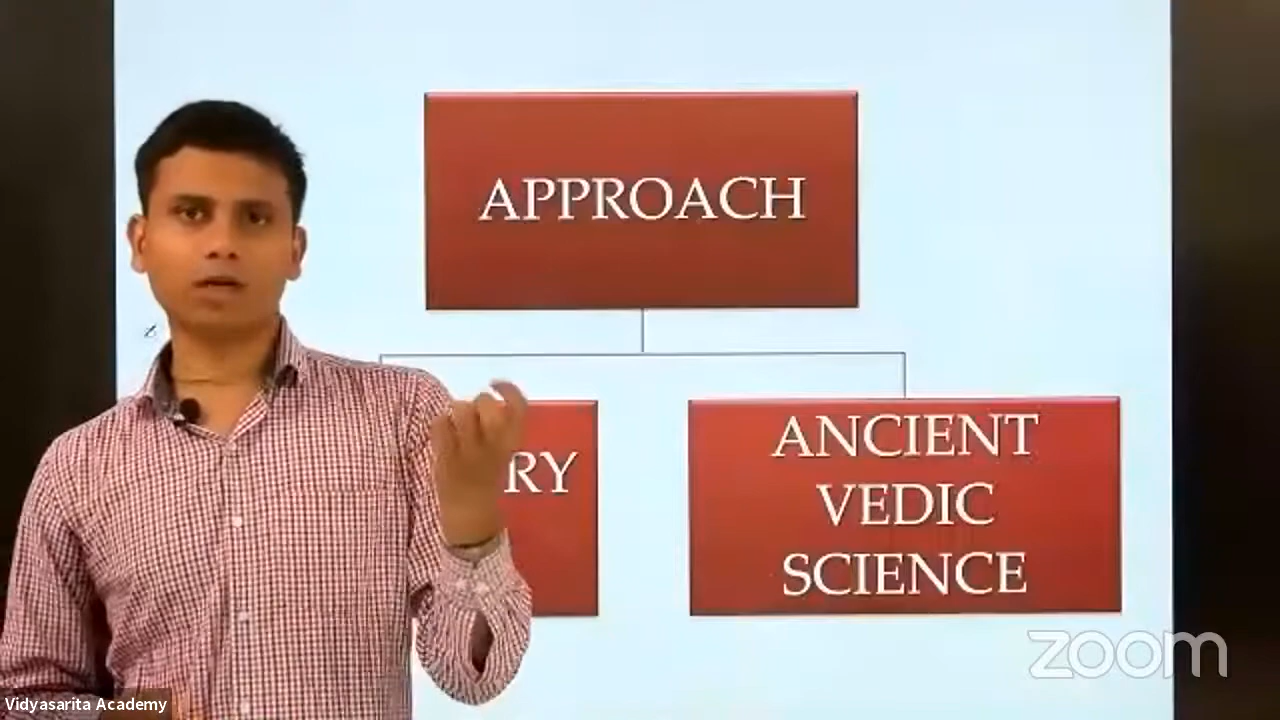 APPROACH
RY
ANCIENT
VEDIC
SCIENCE
zoom
Vidyasarita Academy